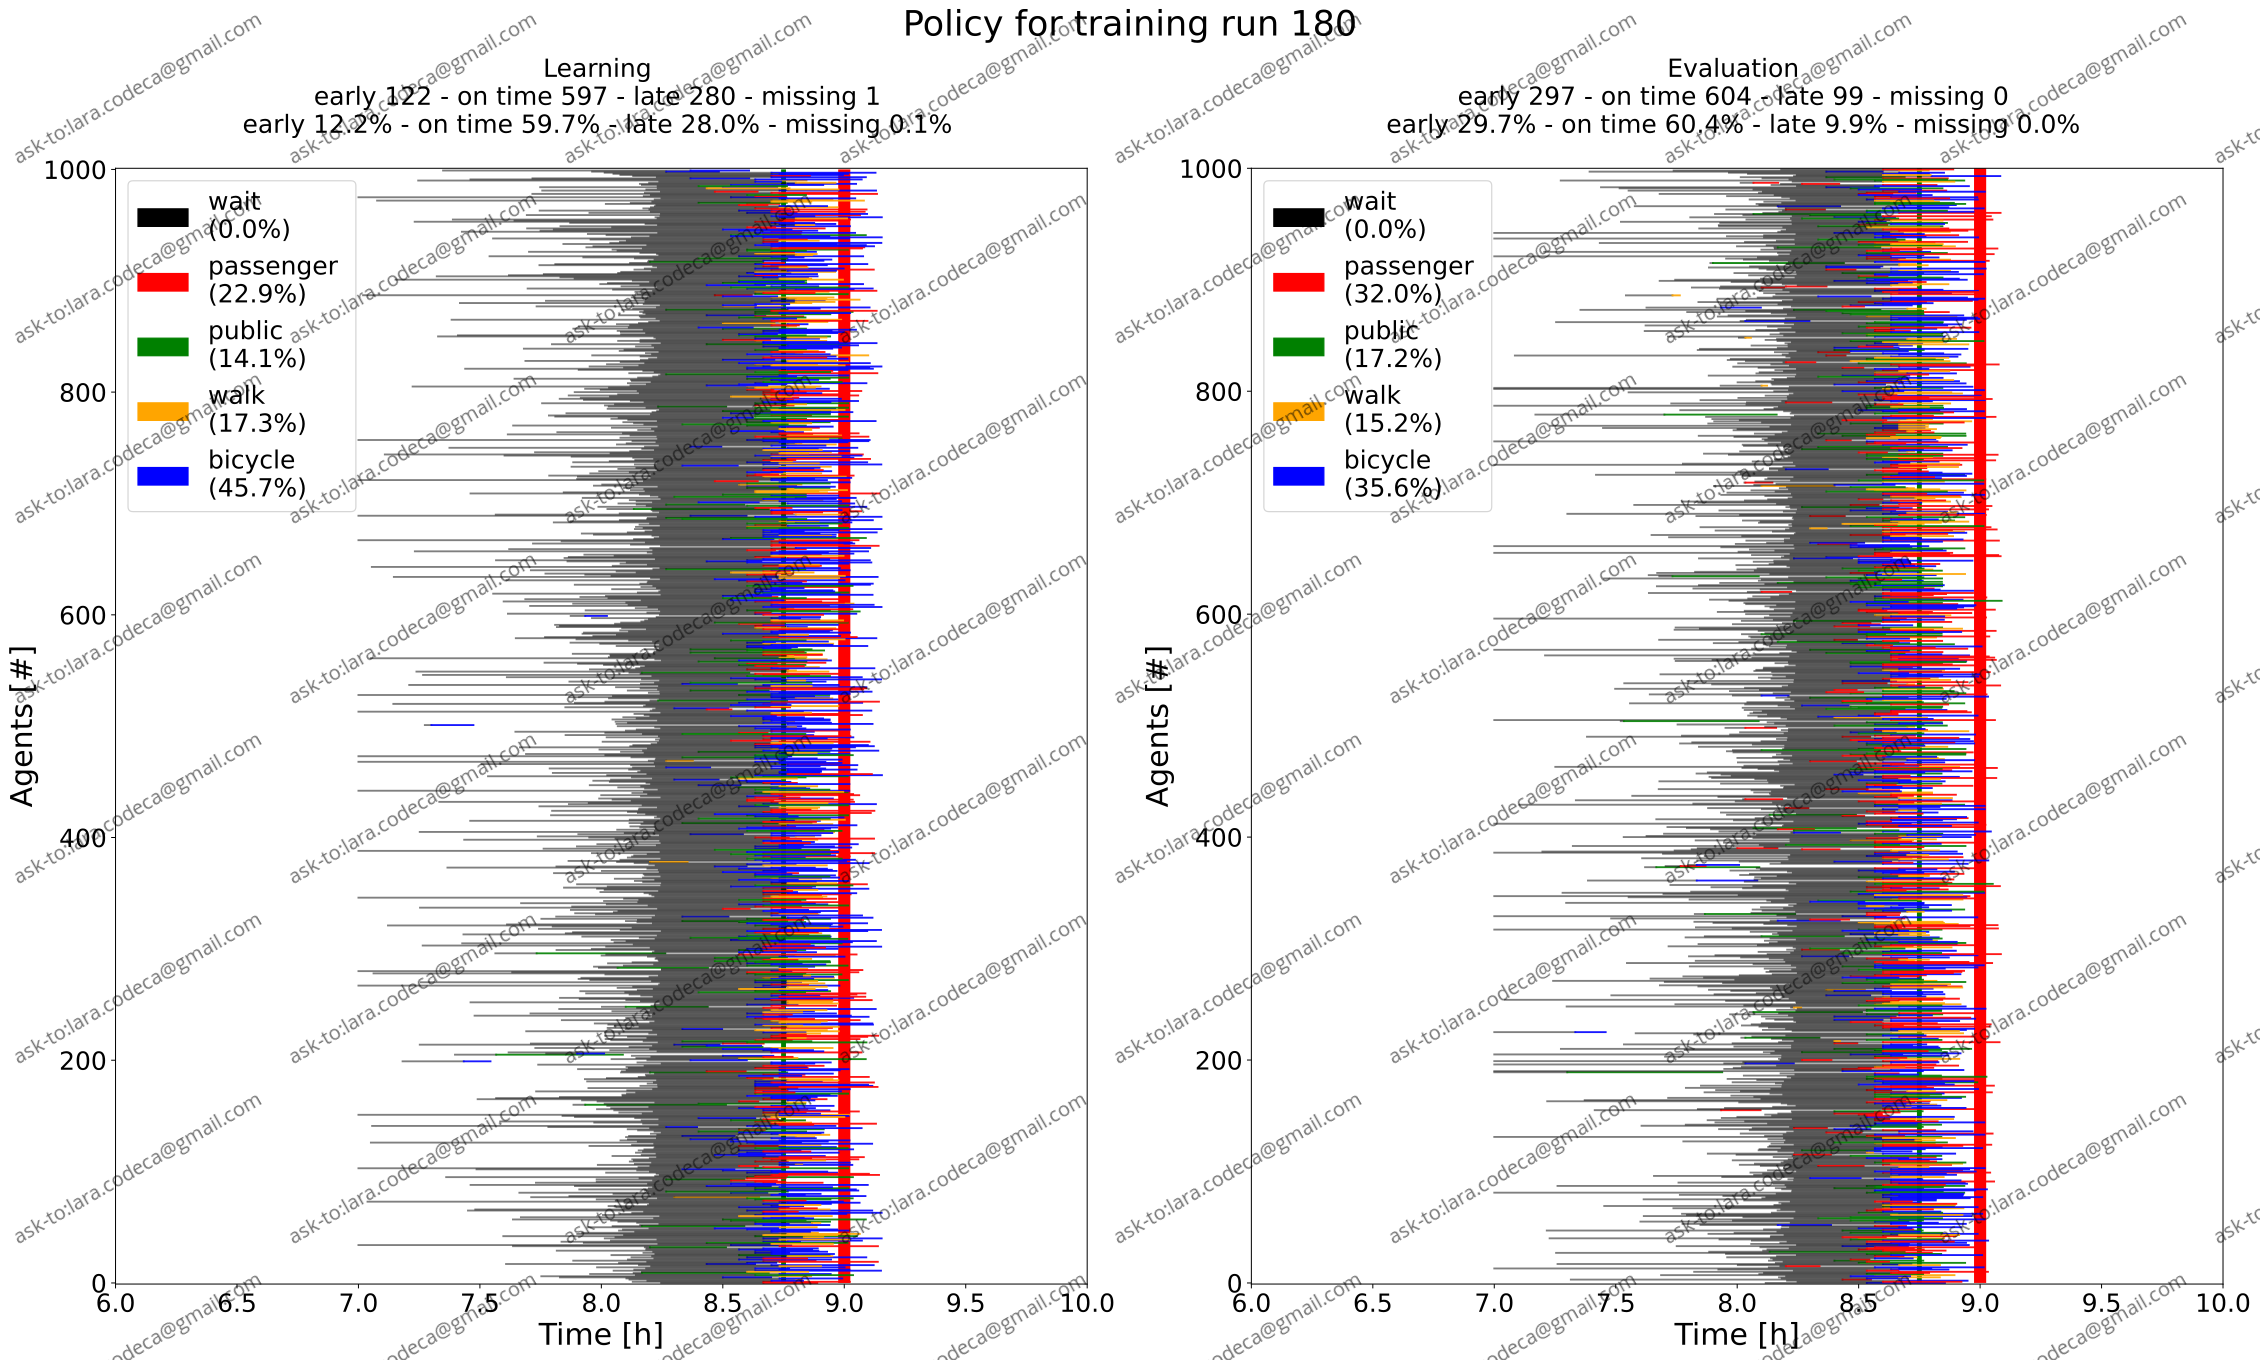 Policy for training run 180
Learning
early 122 - on time 597 - late 280 - missing 1
early 12.2% - on time 59.7% - late 28.0% - missing 0.1%
1000
800
600
400
200
0
Agents [#]
wait
(0.0%)
passenger
(22.9%)
public
(14.1%)
walk
(17.3%)
bicycle
(45.7%)
6.0 6.5 7.0 7.5 8.0 8.5 9.0 9.5 10.0
Time [h]
Evaluation
early 297 - on time 604 - late 99 - missing 0
early 29.7% - on time 60.4% - late 9.9% - missing 0.0%
1000
800
600
400
200
0
Agents [#]
wait
(0.0%)
passenger
(32.0%)
public
(17.2%)
walk
(15.2%)
bicycle
(35.6%)
6.0 6.5 7.0 7.5 8.0 8.5 9.0 9.5 10.0
Time [h]
ask-to:lara.codeca@gmail.com